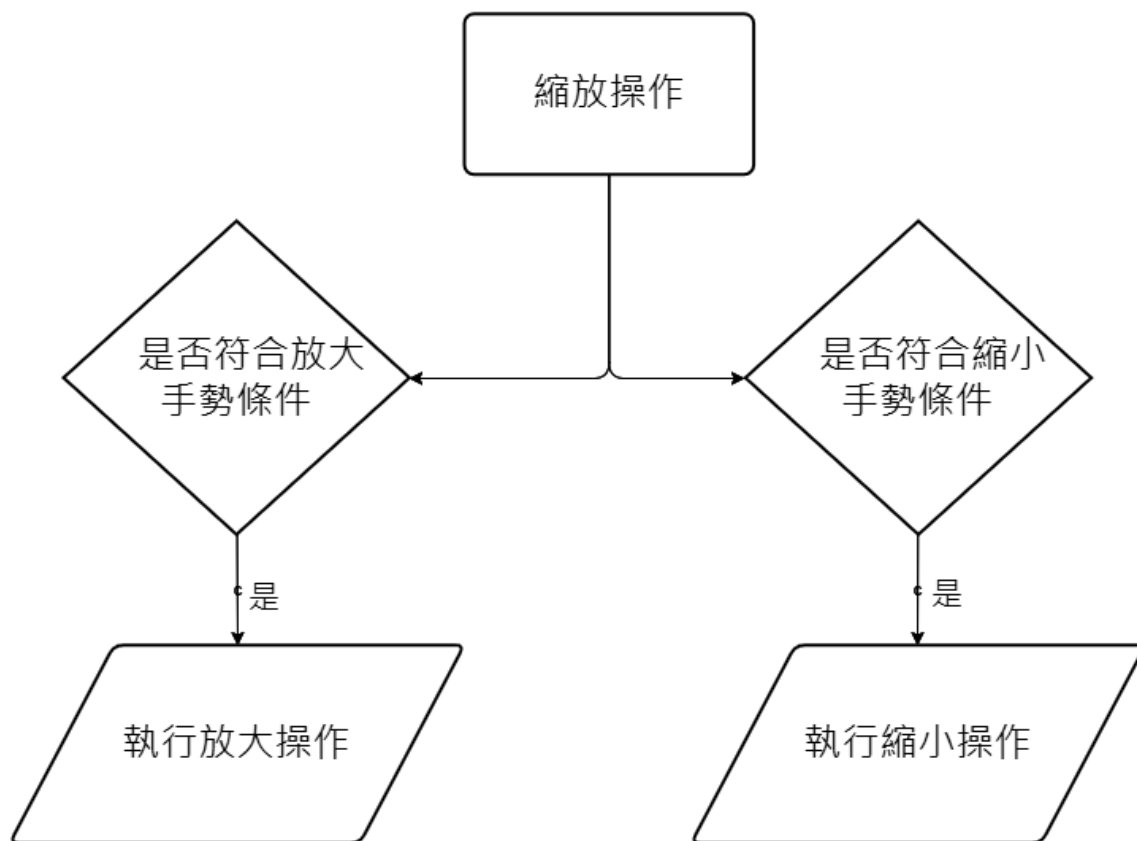 縮放操作
是否符合放大
手勢條件
是否符合縮小
手勢條件
c 是
c 是
執行放大操作
執行縮小操作